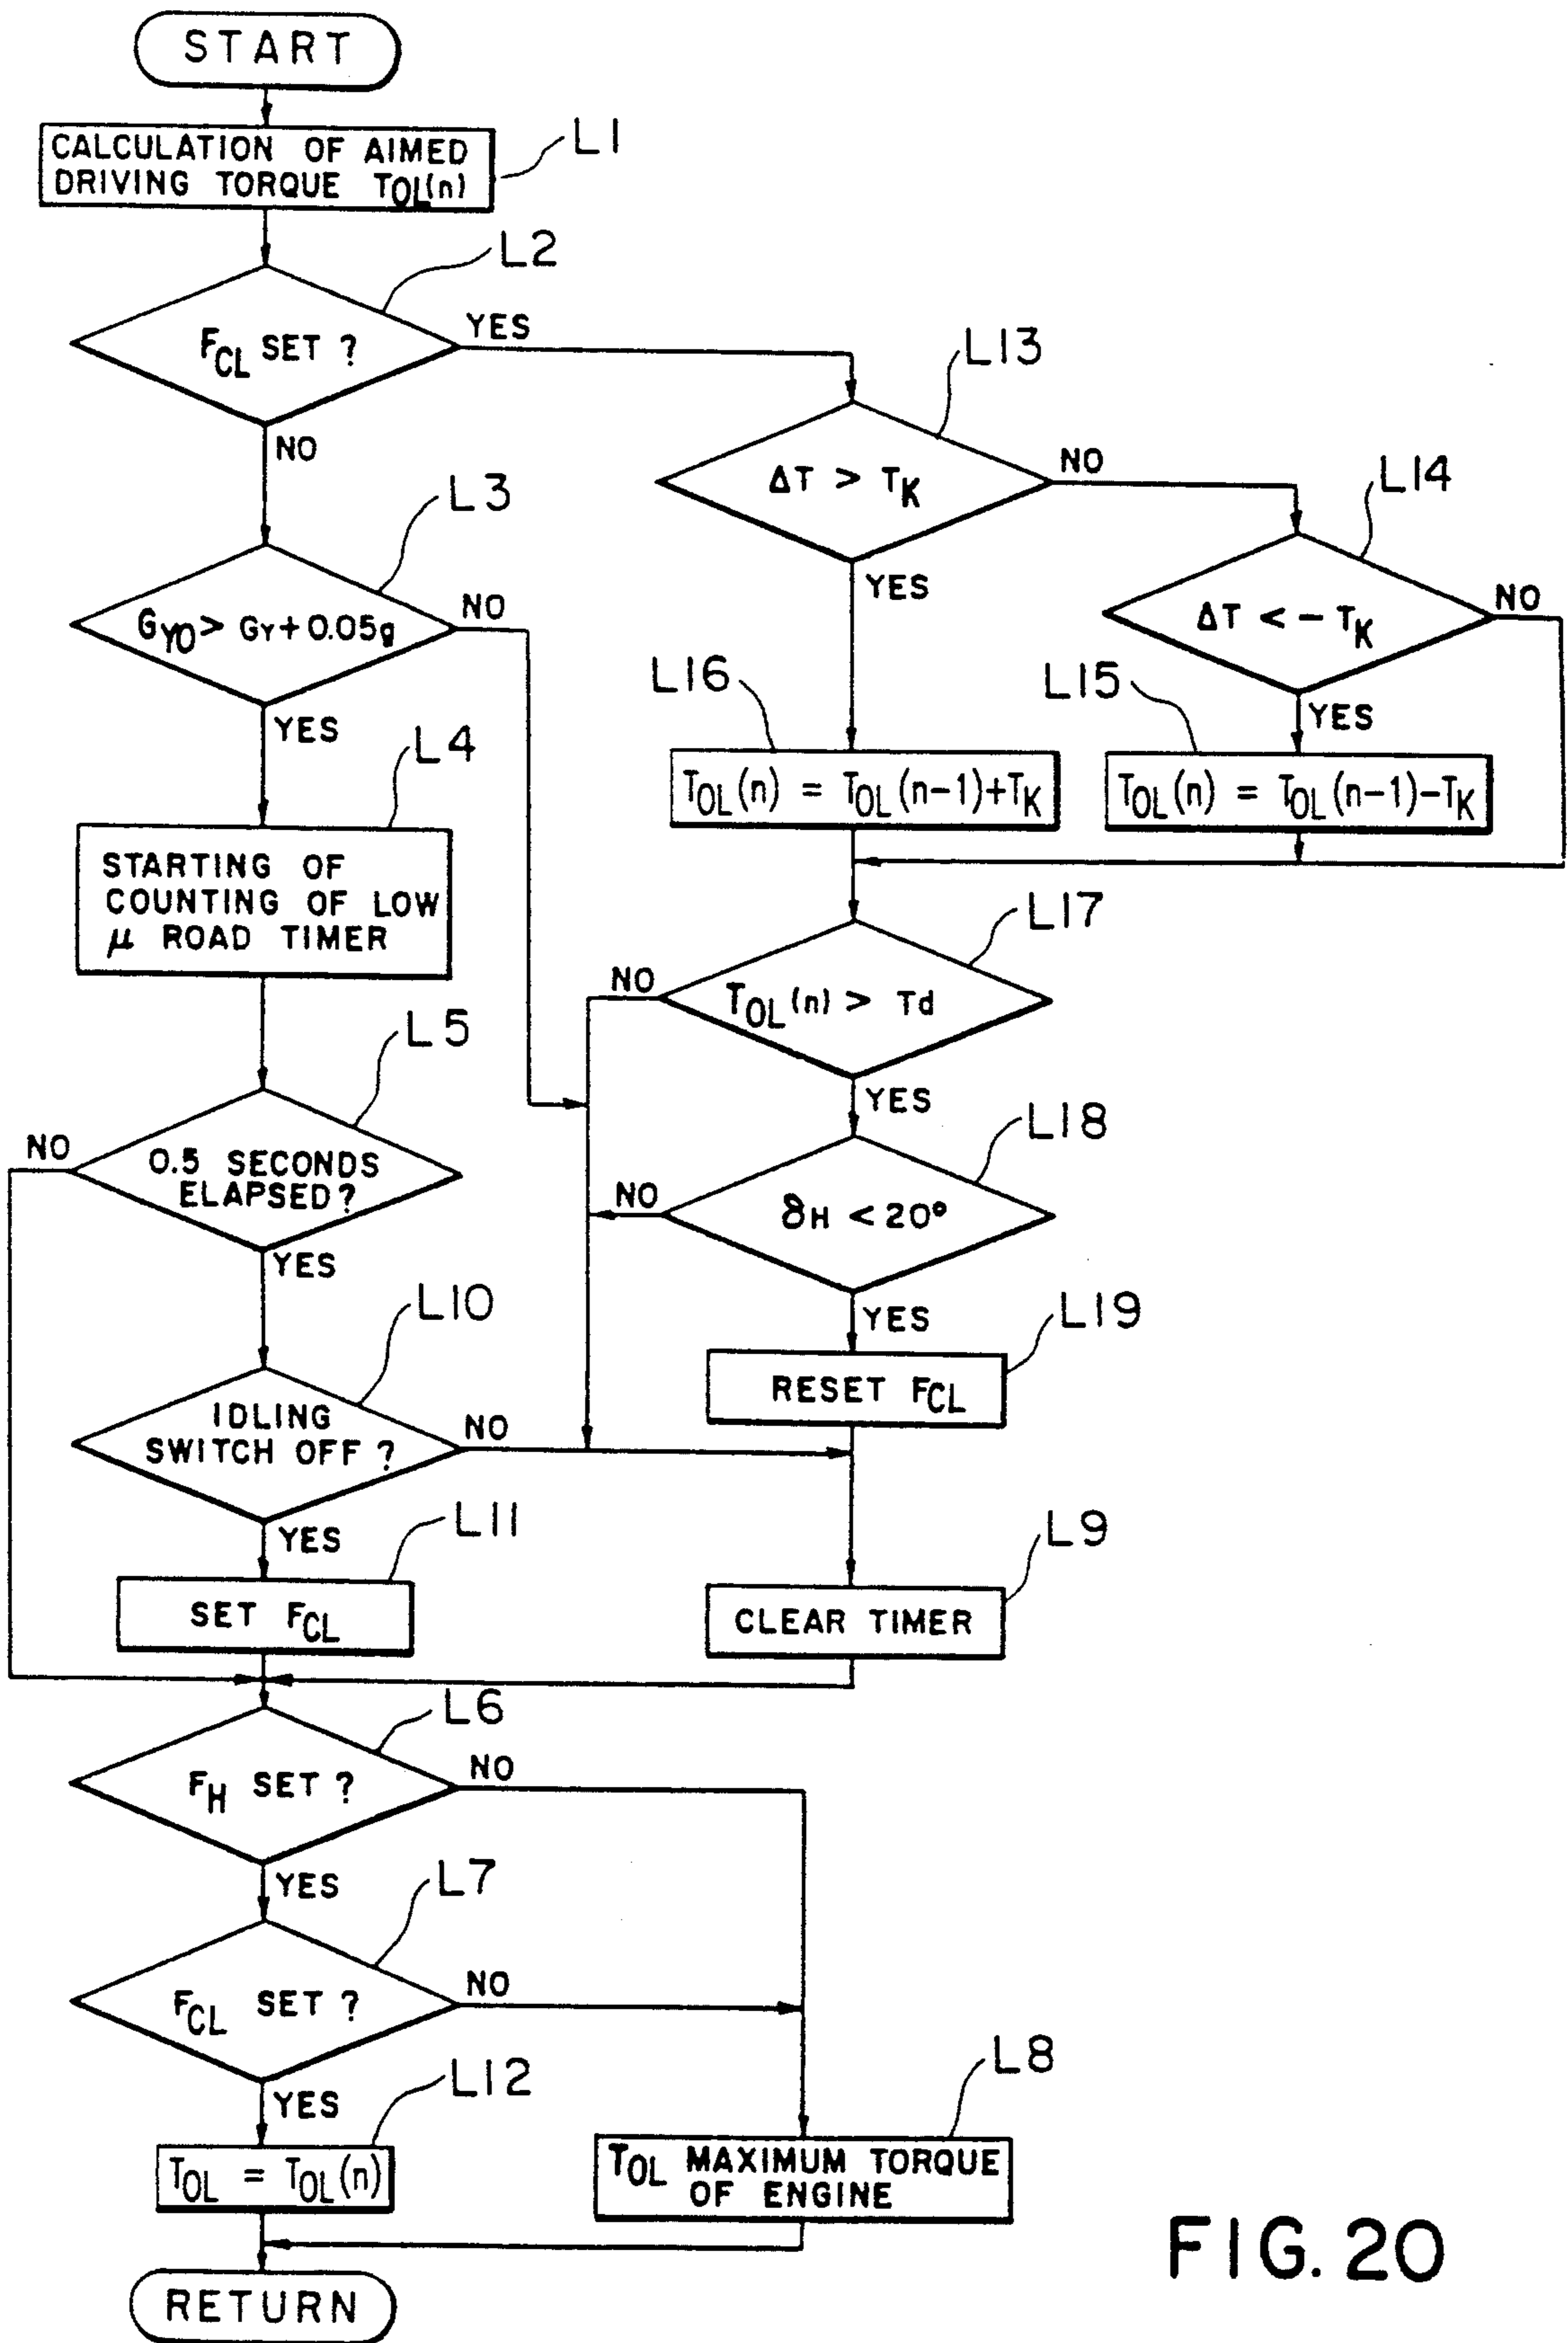 START
CALCULATION OF AIMED
DRIVING TORQUE TOL(n)
L1
L2
FCL SET ?
YES
NO
L13
ΔT > TK
NO
YES
L14
ΔT < - TK
NO
YES
L3
GYO > GY + 0.05g
NO
YES
L16
TOL(n) = TOL(n-1)+TK
L15
TOL(n) = TOL(n-1)-TK
L4
STARTING OF
COUNTING OF LOW
μ ROAD TIMER
L17
TOL(n) > Td
NO
YES
L5
0.5 SECONDS
ELAPSED?
NO
YES
L18
δH < 20°
NO
YES
L10
IDLING
SWITCH OFF ?
NO
YES
L19
RESET FCL
L11
SET FCL
L9
CLEAR TIMER
L6
FH SET ?
NO
YES
L7
FCL SET ?
NO
YES
L12
TOL = TOL(n)
L8
TOL MAXIMUM TORQUE
OF ENGINE
RETURN
FIG. 20